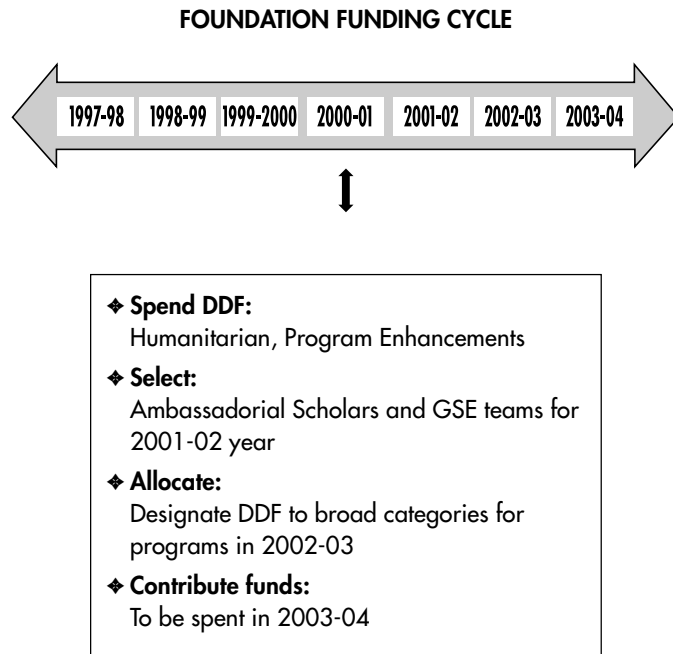 FOUNDATION FUNDING CYCLE
1997-98 1998-99 1999-2000 2000-01 2001-02 2002-03 2003-04
❖ Spend DDF:
Humanitarian, Program Enhancements
❖ Select:
Ambassadorial Scholars and GSE teams for
2001-02 year
❖ Allocate:
Designate DDF to broad categories for
programs in 2002-03
❖ Contribute funds:
To be spent in 2003-04